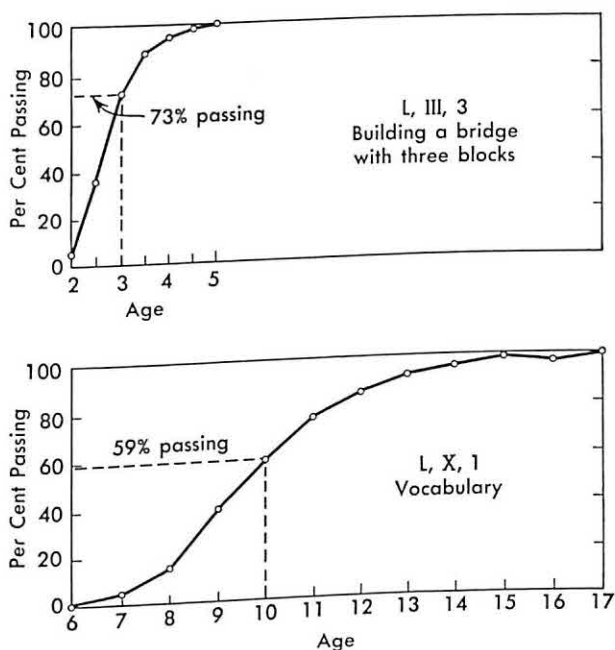 100
80
60
40
20
0
Per Cent Passing
73% passing
L, III, 3
Building a bridge
with three blocks
2 3 4 5
Age
100
80
60
40
20
0
Per Cent Passing
59% passing
L, X, 1
Vocabulary
6 7 8 9 10 11 12 13 14 15 16 17
Age